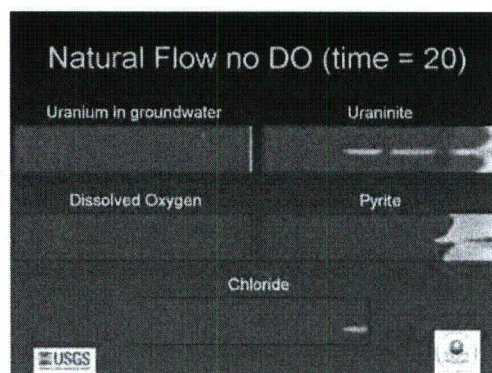 Natural Flow no DO (time = 20)
Uranium in groundwater
Uraninite
Dissolved Oxygen
Pyrite
Chloride
USGS